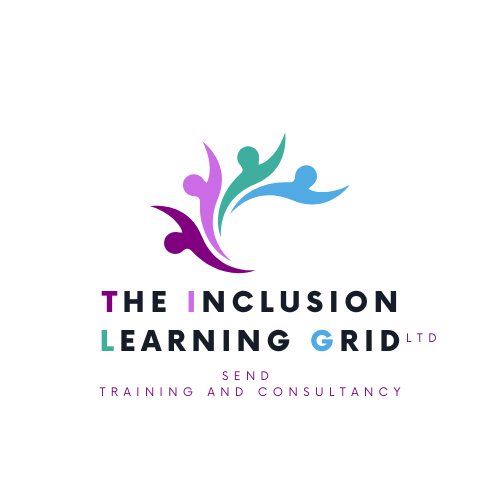 THE INCLUSION
LEARNING GRID LTD
SEND
TRAINING AND CONSULTANCY